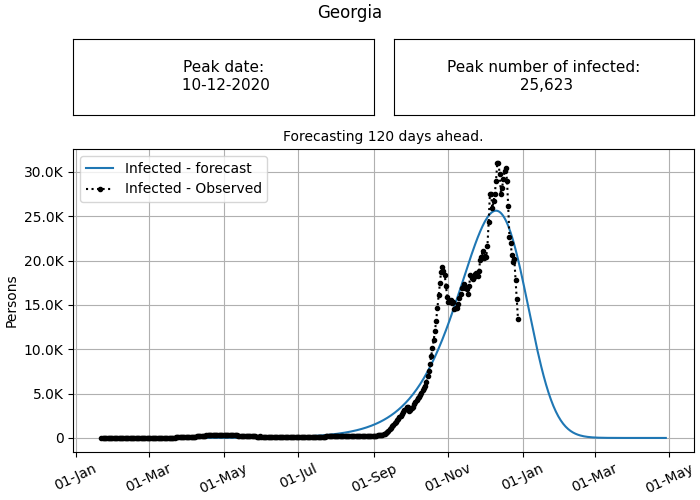 Georgia
Peak date:
10-12-2020
Peak number of infected:
25,623
Forecasting 120 days ahead.
Infected - forecast
Infected - Observed
30.0K
25.0K
20.0K
15.0K
10.0K
5.0K
0
Persons
01-Jan
01-Mar
01-May
01-Jul
01-Sep
01-Nov
01-Jan
01-Mar
01-May